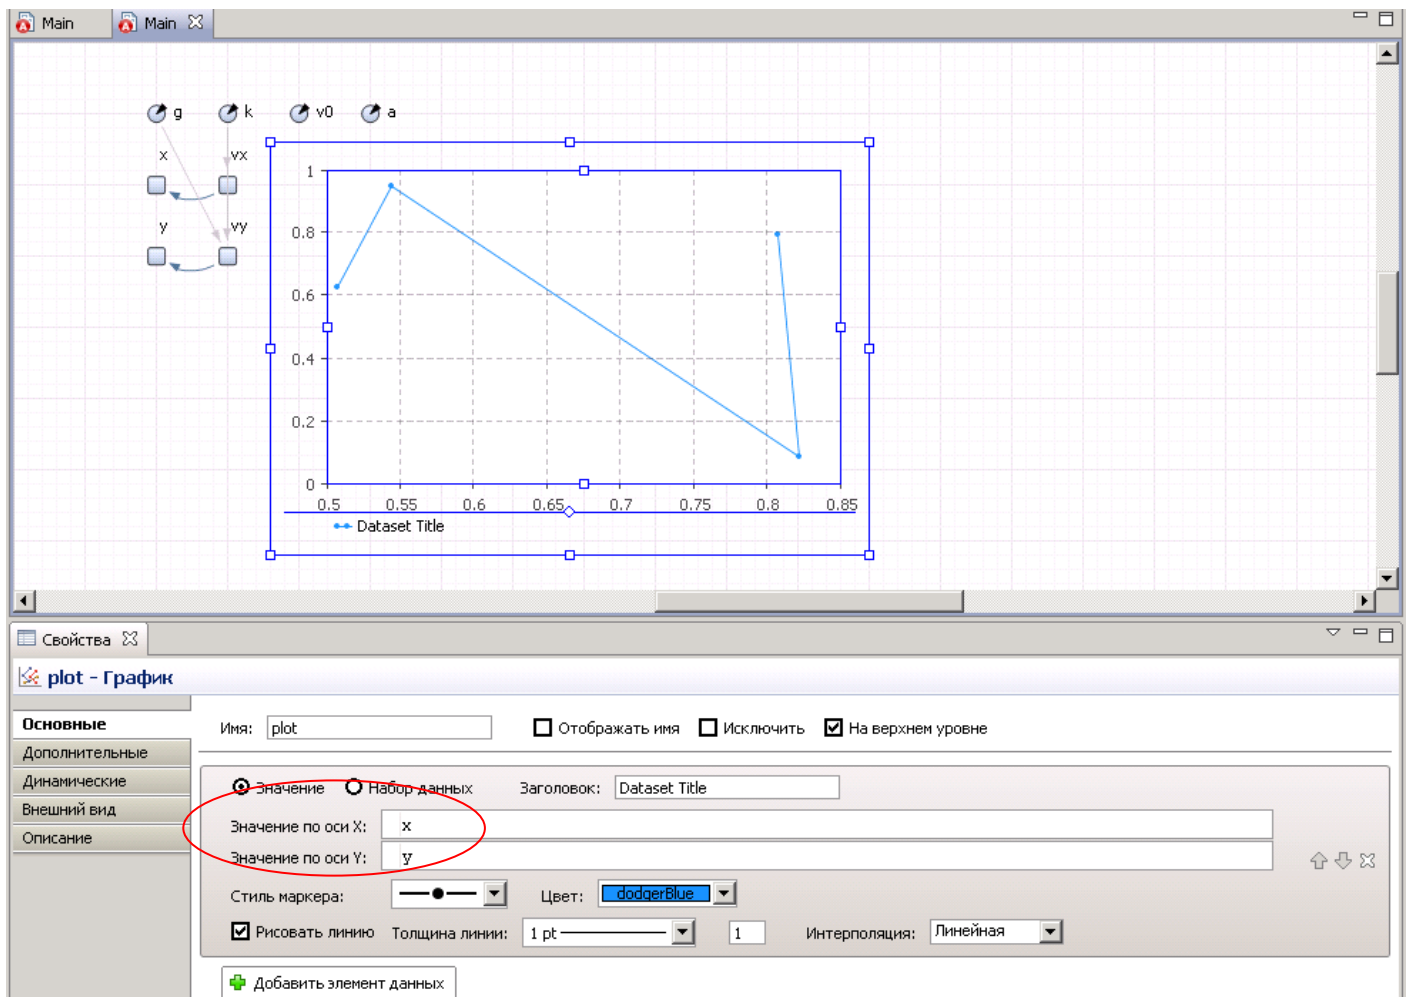 Main Main
g k v0 a
x vx
y vy
1
0.8
0.6
0.4
0.2
0
0.5 0.55 0.6 0.65 0.7 0.75 0.8 0.85
Dataset Title
Свойства
plot - График
Основные
Дополнительные
Динамические
Внешний вид
Описание
Имя: plot Отображать имя Исключить На верхнем уровне
Значение Набор данных Заголовок: Dataset Title
Значение по оси X: x
Значение по оси Y: y
Стиль маркера: Цвет: dodgerBlue
Рисовать линию Толщина линии: 1 pt 1 Интерполяция: Линейная
Добавить элемент данных